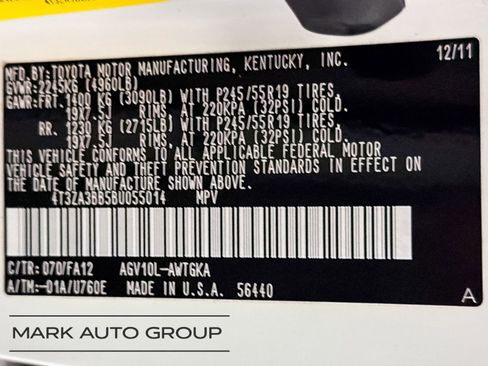 12/11
MFD.BY:TOYOTA MOTOR MANUFACTURING, KENTUCKY, INC.
GVWR:2245KG (4960LB)
GAWR:FRT.1400 KG (3090LB) WITH P245/55R19 TIRES,
19X7.5J RIMS, AT 220KPA (32PSI) COLD.
RR. 1230 KG (2715LB) WITH P245/55R19 TIRES,
19X7.5J RIMS, AT 220KPA (32PSI) COLD.
THIS VEHICLE CONFORMS TO ALL APPLICABLE FEDERAL MOTOR
VEHICLE SAFETY AND THEFT PREVENTION STANDARDS IN EFFECT ON
THE DATE OF MANUFACTURE SHOWN ABOVE.
4T3ZA3BB5BU055014 MPV
C/TR:070/FA12 AGV10L-AWTGKA
A/TM:-01A/U760E MADE IN U.S.A. 56440 A
MARK AUTO GROUP